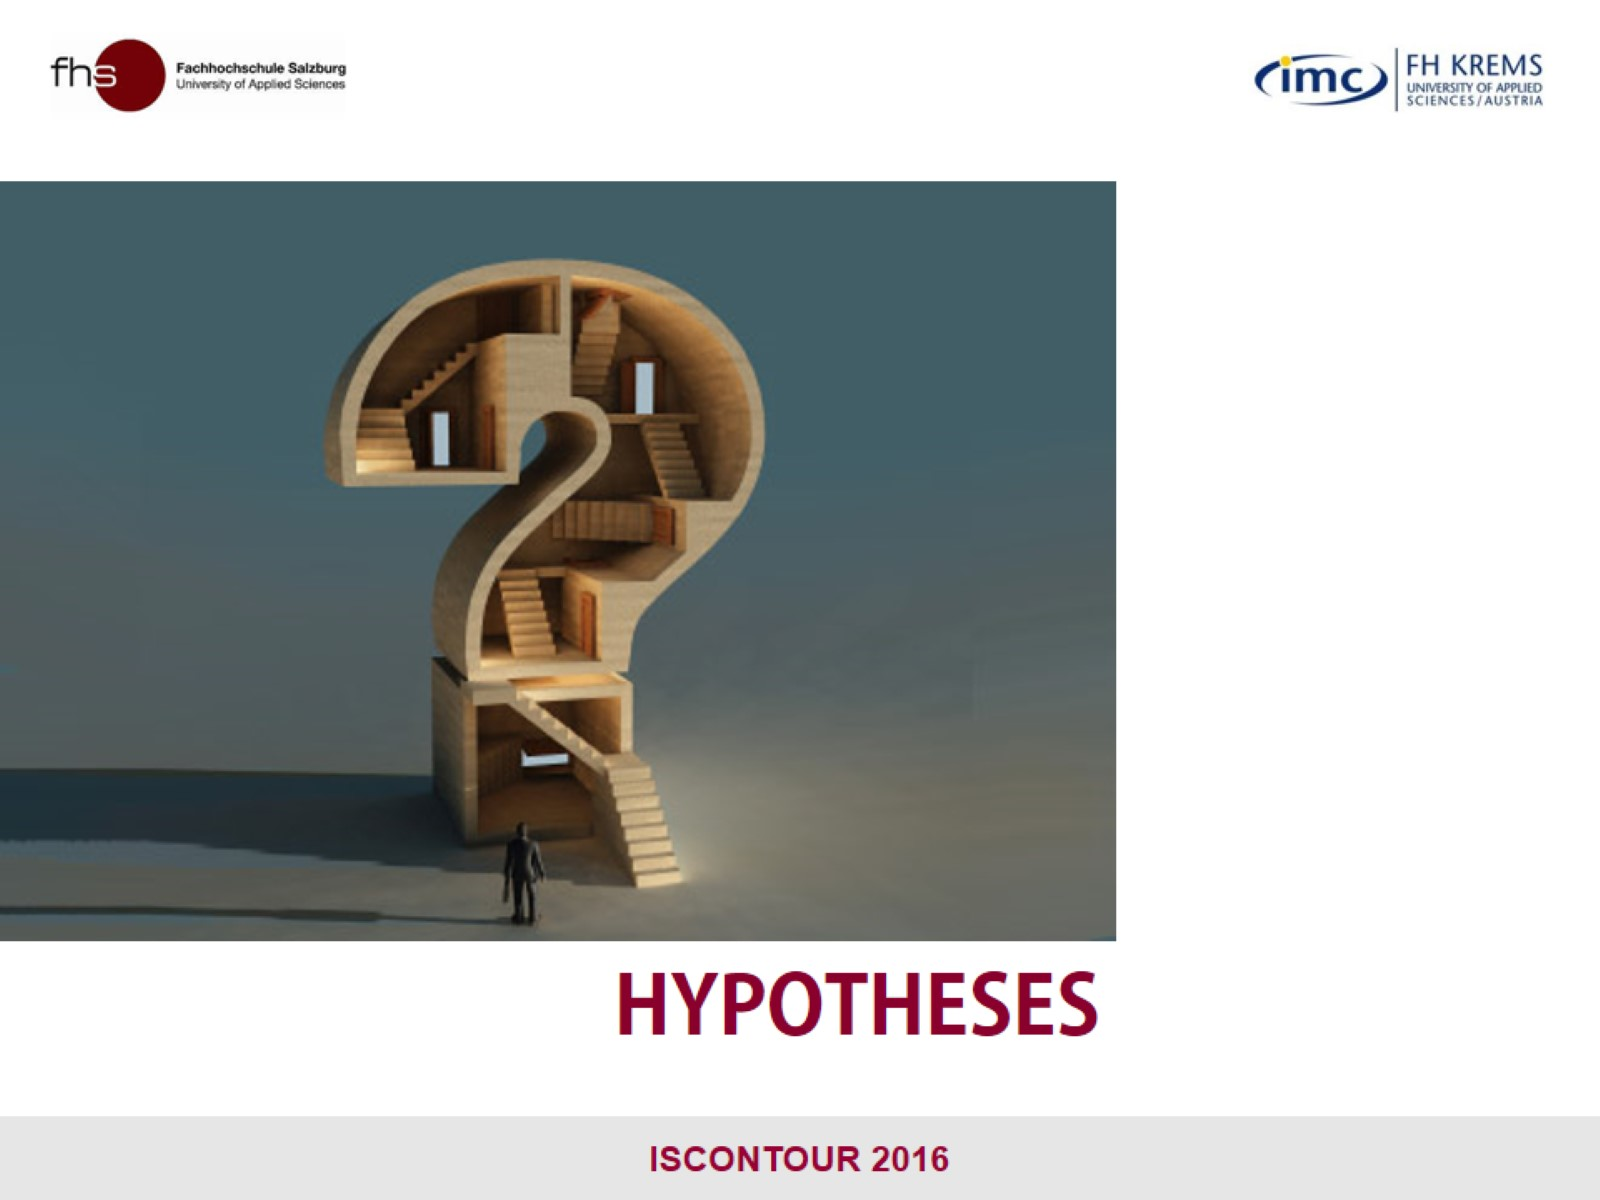 fhs
Fachhochschule Salzburg
University of Applied Sciences
imc
FH KREMS
UNIVERSITY OF APPLIED
SCIENCES/AUSTRIA
HYPOTHESES
ISCONTOUR 2016